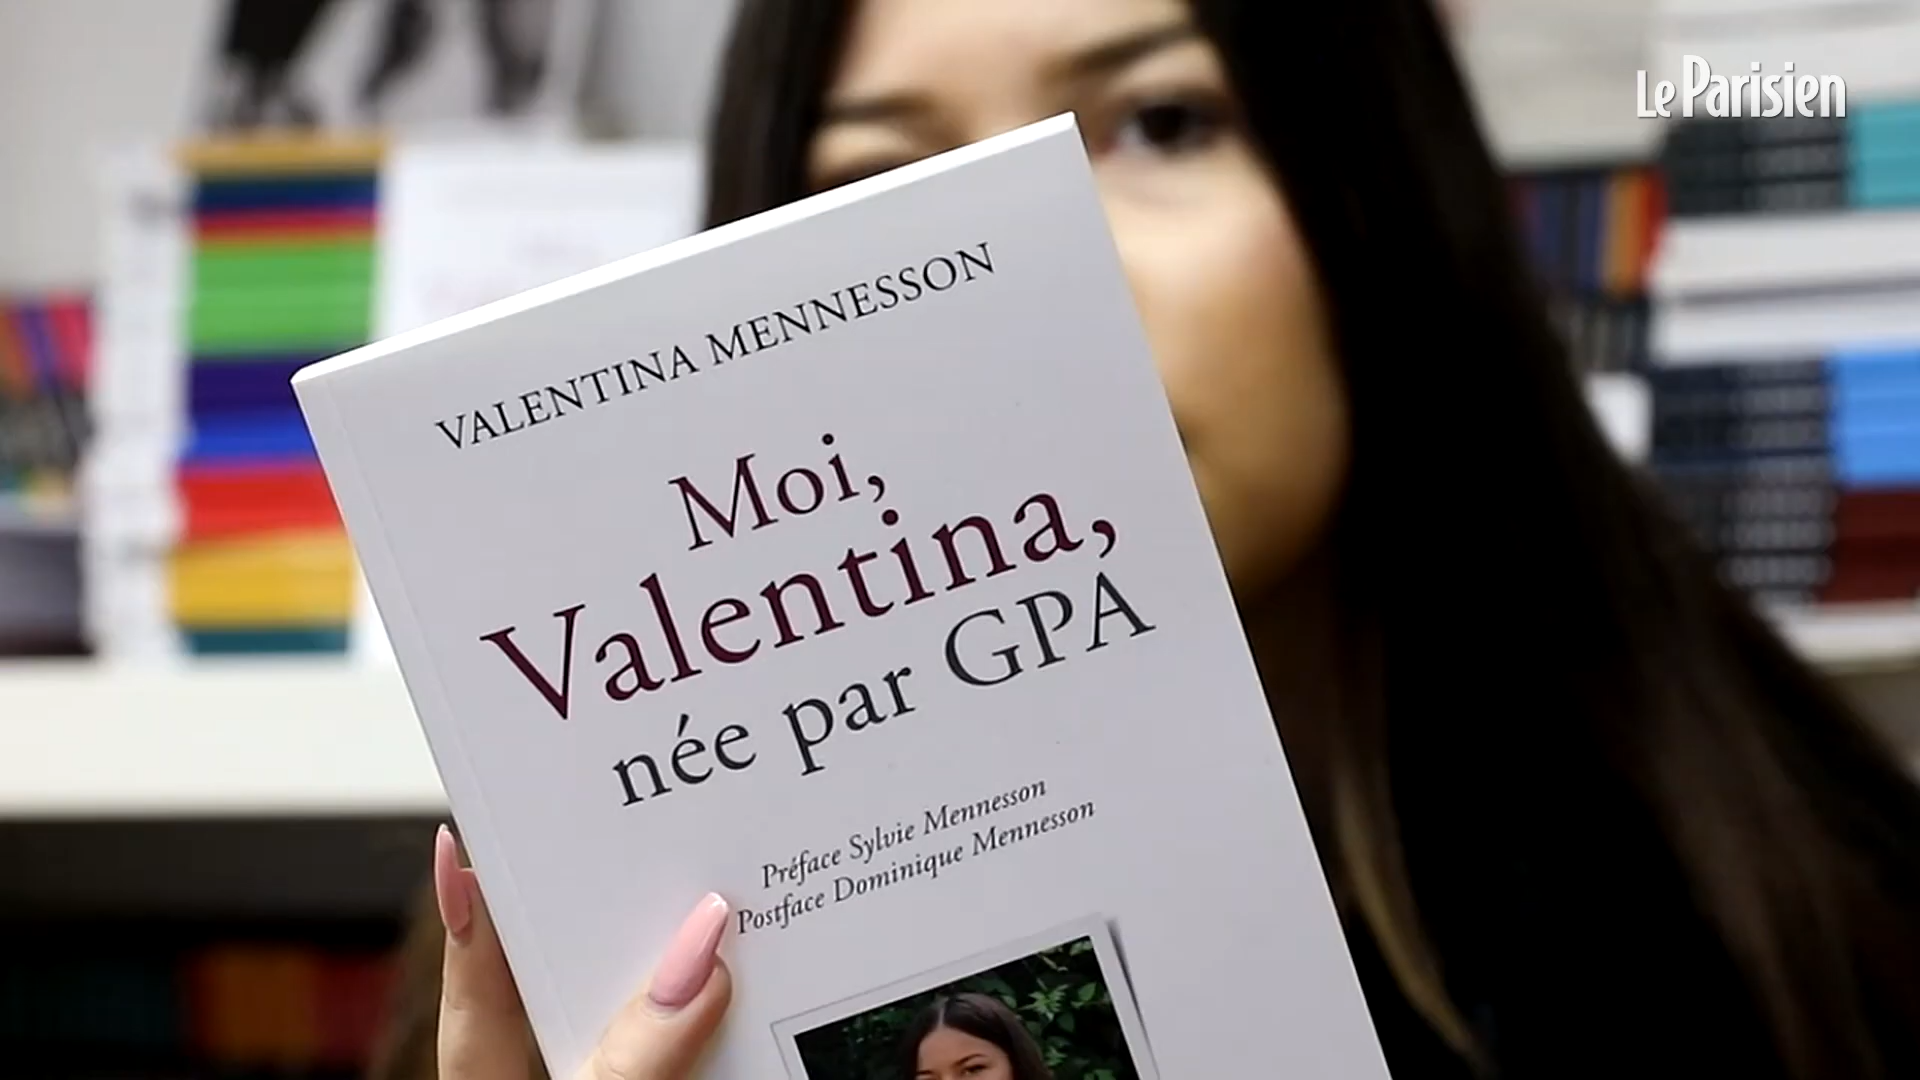 Le Parisien
VALENTINA MENNESSON
Moi,
Valentina,
née par GPA
Préface Sylvie Mennesson
Postface Dominique Mennesson